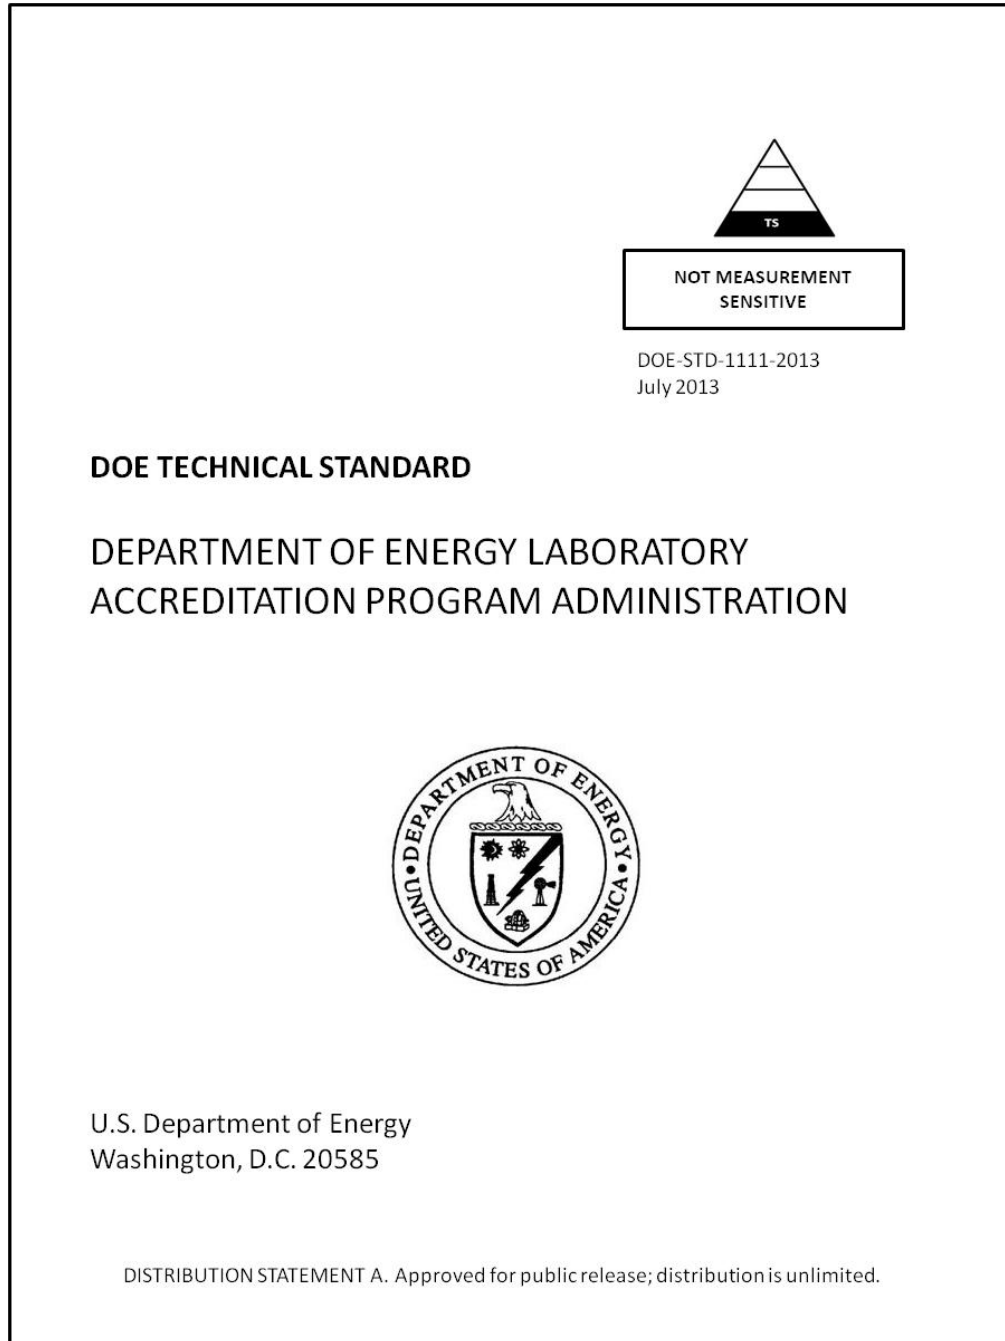 TS
NOT MEASUREMENT
SENSITIVE
DOE-STD-1111-2013
July 2013
DOE TECHNICAL STANDARD
DEPARTMENT OF ENERGY LABORATORY
ACCREDITATION PROGRAM ADMINISTRATION
DEPARTMENT OF ENERGY
UNITED STATES OF AMERICA
U.S. Department of Energy
Washington, D.C. 20585
DISTRIBUTION STATEMENT A. Approved for public release; distribution is unlimited.